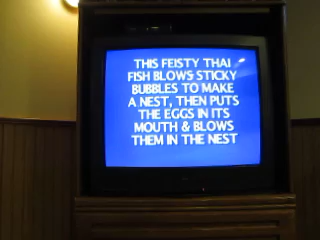 THIS FEISTY THAI
FISH BLOWS STICKY
BUBBLES TO MAKE
A NEST, THEN PUTS
THE EGGS IN ITS
MOUTH & BLOWS
THEM IN THE NEST